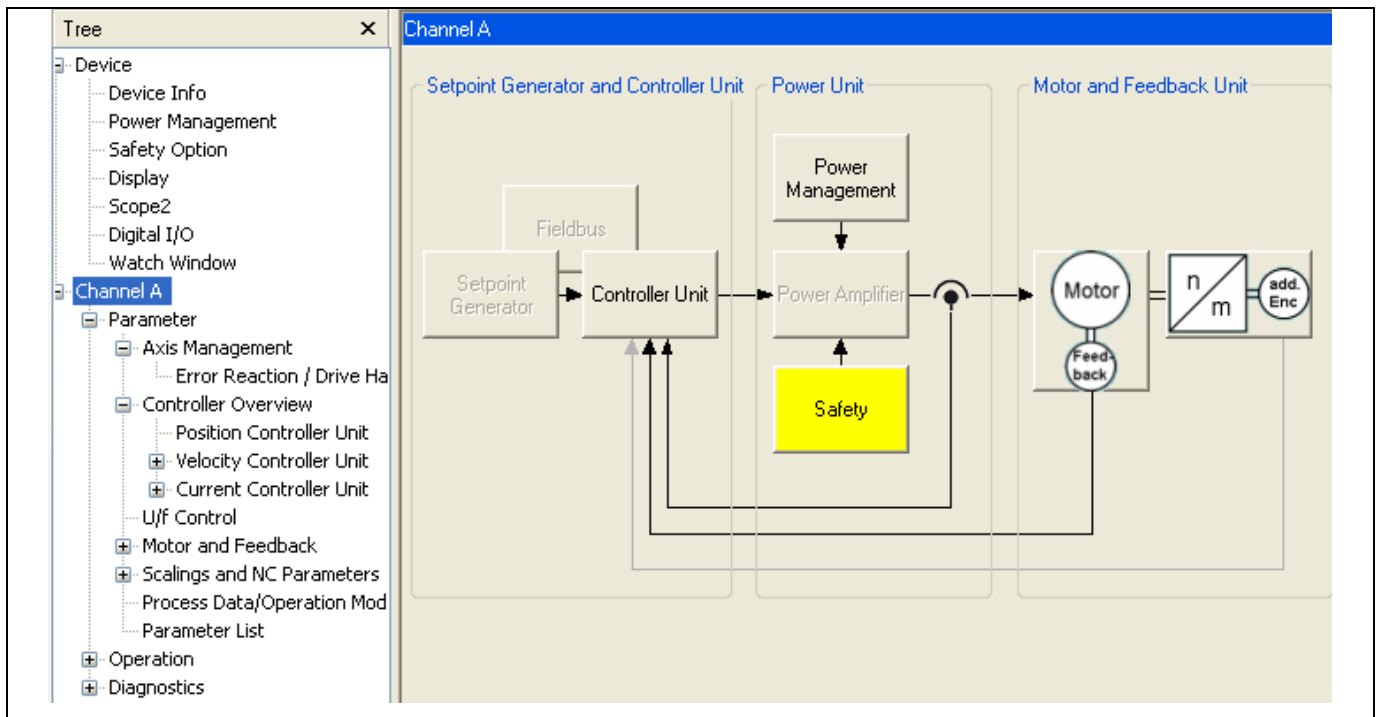 Tree
Device
Device Info
Power Management
Safety Option
Display
Scope2
Digital I/O
Watch Window
Channel A
Parameter
Axis Management
Error Reaction / Drive Ha
Controller Overview
Position Controller Unit
Velocity Controller Unit
Current Controller Unit
U/f Control
Motor and Feedback
Scalings and NC Parameters
Process Data/Operation Mod
Parameter List
Operation
Diagnostics
Channel A
Setpoint Generator and Controller Unit
Fieldbus
Setpoint
Generator
Controller Unit
Power Unit
Power
Management
Power Amplifier
Safety
Motor and Feedback Unit
Motor
Feed-
back
n
m
add.
Enc